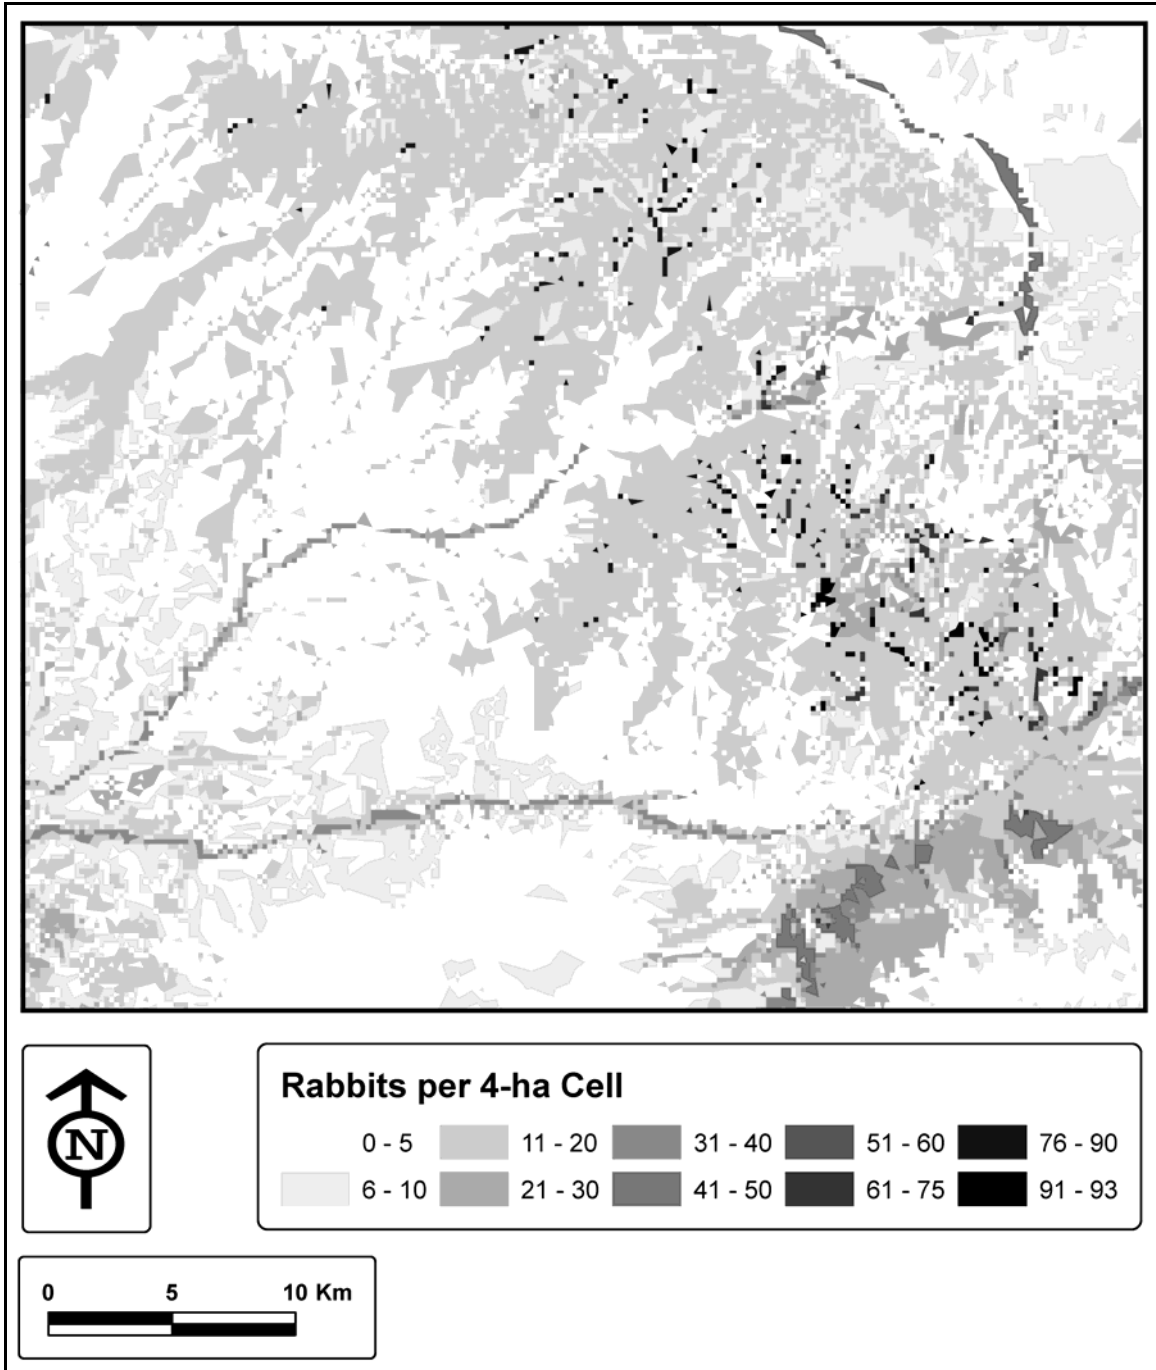 N
Rabbits per 4-ha Cell
0 - 5 11 - 20 31 - 40 51 - 60 76 - 90
6 - 10 21 - 30 41 - 50 61 - 75 91 - 93
0 5 10 Km